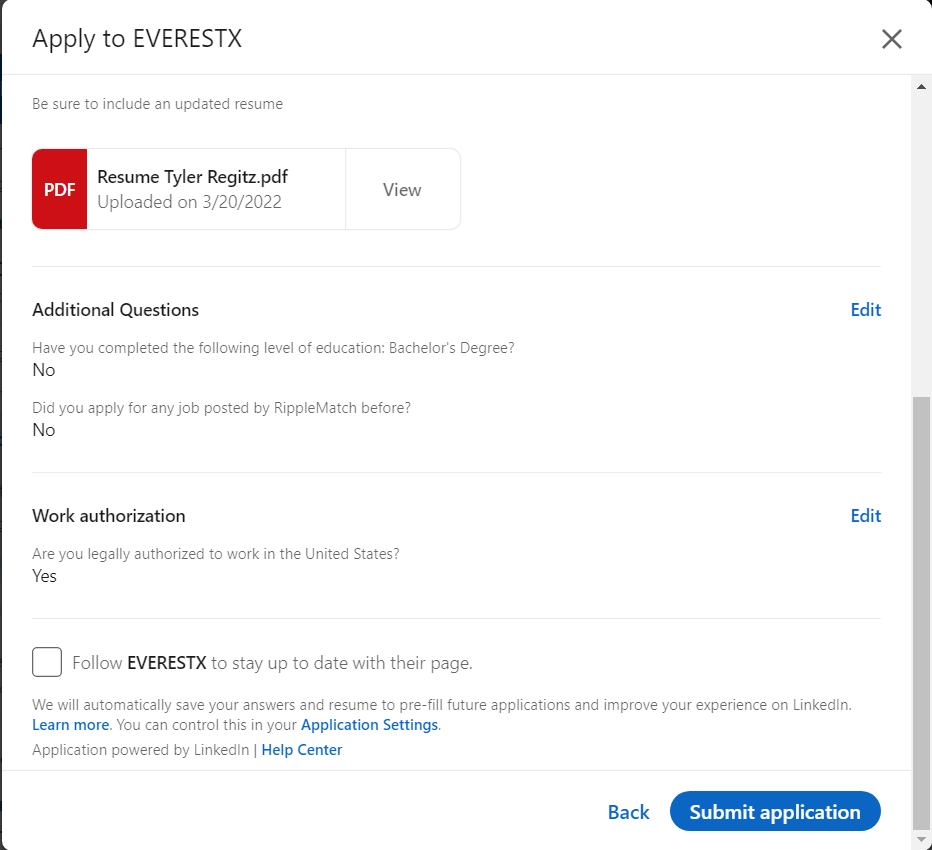 Apply to EVERESTX
Be sure to include an updated resume
PDF
Resume Tyler Regitz.pdf
Uploaded on 3/20/2022
View
Additional Questions
Edit
Have you completed the following level of education: Bachelor's Degree?
No
Did you apply for any job posted by RippleMatch before?
No
Work authorization
Edit
Are you legally authorized to work in the United States?
Yes
Follow EVERESTX to stay up to date with their page.
We will automatically save your answers and resume to pre-fill future applications and improve your experience on LinkedIn.
Learn more. You can control this in your Application Settings.
Application powered by LinkedIn | Help Center
Back
Submit application